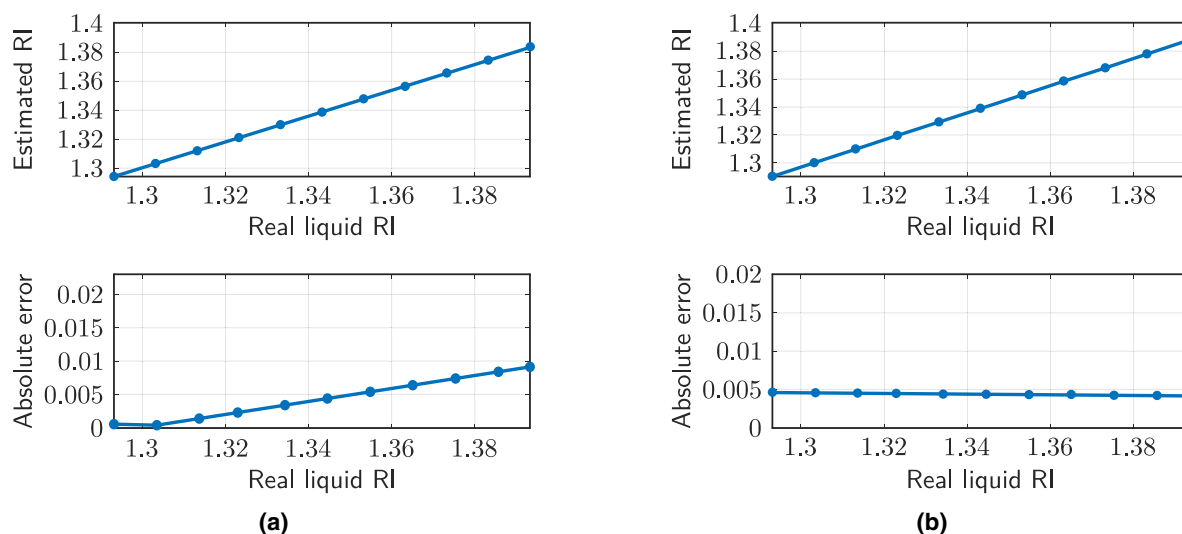 1.4
1.38
1.36
1.34
1.32
1.3
Estimated RI
1.3 1.32 1.34 1.36 1.38
Real liquid RI
0.02
0.015
0.01
0.005
0
Absolute error
1.3 1.32 1.34 1.36 1.38
Real liquid RI
(a)
1.4
1.38
1.36
1.34
1.32
1.3
Estimated RI
1.3 1.32 1.34 1.36 1.38
Real liquid RI
0.02
0.015
0.01
0.005
0
Absolute error
1.3 1.32 1.34 1.36 1.38
Real liquid RI
(b)